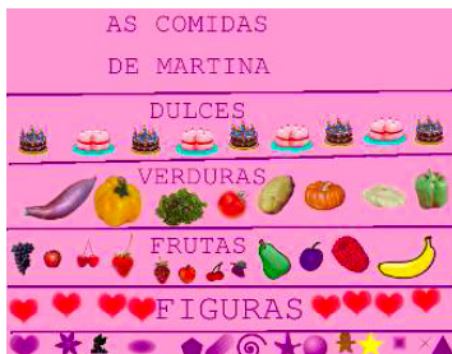 AS COMIDAS
DE MARTINA
DULCES
VERDURAS
FRUTAS
FIGURAS